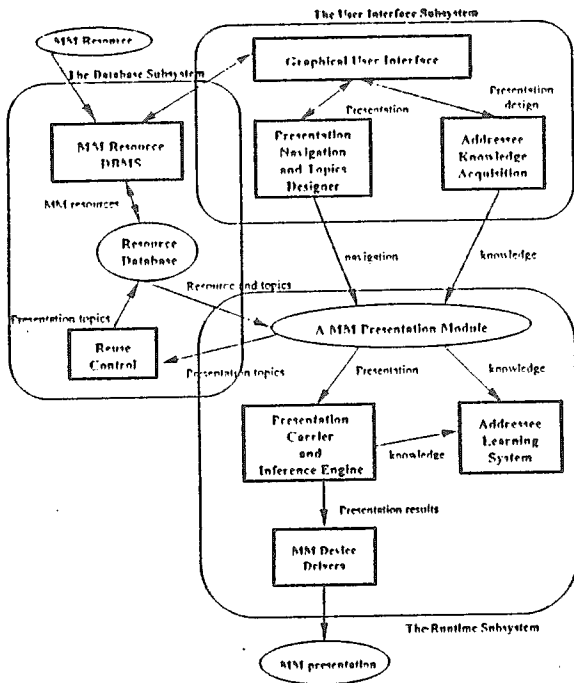 The User Interface Subsystem
MM Resource
The Database Subsystem
Graphical User Interface
Presentation
Presentation
design
MM Resource
DBMS
Presentation
Navigation
and Topics
Designer
Addressee
Knowledge
Acquisition
MM resources
Resource
Database
navigation
knowledge
Resource and topics
Presentation topics
A MM Presentation Module
Reuse
Control
Presentation topics
Presentation
knowledge
Presentation
Carrier
and
Inference Engine
knowledge
Addressee
Learning
System
Presentation results
MM Device
Drivers
The Runtime Subsystem
MM presentation